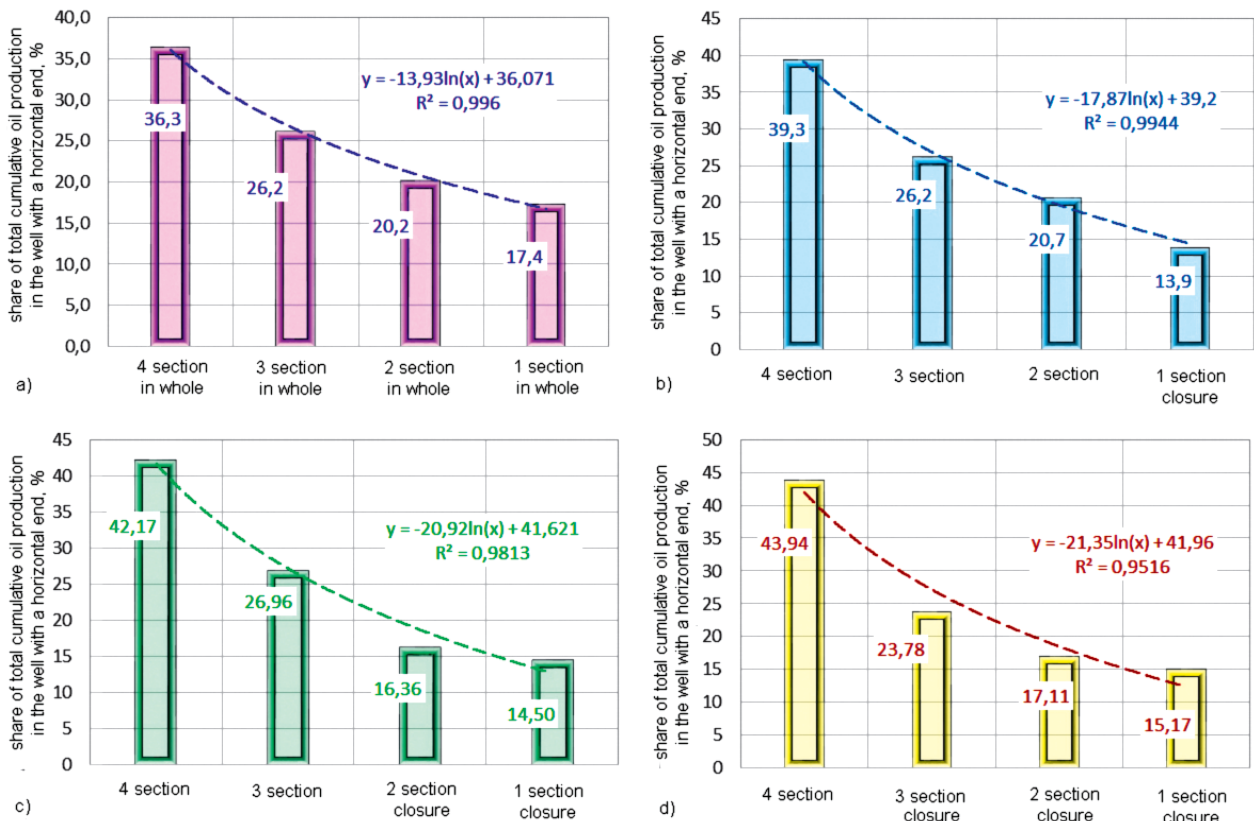 share of total cumulative oil production
in the well with a horizontal end, %
40,0
35,0
30,0
25,0
20,0
15,0
10,0
5,0
0,0
y = -13,93ln(x) + 36,071
R² = 0,996
36,3
26,2
20,2
17,4
4 section
in whole
3 section
in whole
2 section
in whole
1 section
in whole
a)
share of total cumulative oil production
in the well with a horizontal end, %
45
40
35
30
25
20
15
10
5
0
y = -17,87ln(x) + 39,2
R² = 0,9944
39,3
26,2
20,7
13,9
4 section
3 section
2 section
1 section
closure
b)
share of total cumulative oil production
in the well with a horizontal end, %
45
40
35
30
25
20
15
10
5
0
y = -20,92ln(x) + 41,621
R² = 0,9813
42,17
26,96
16,36
14,50
4 section
3 section
2 section
closure
1 section
closure
c)
share of total cumulative oil production
in the well with a horizontal end, %
50
45
40
35
30
25
20
15
10
5
0
y = -21,35ln(x) + 41,96
R² = 0,9516
43,94
23,78
17,11
15,17
4 section
3 section
closure
2 section
closure
1 section
closure
d)